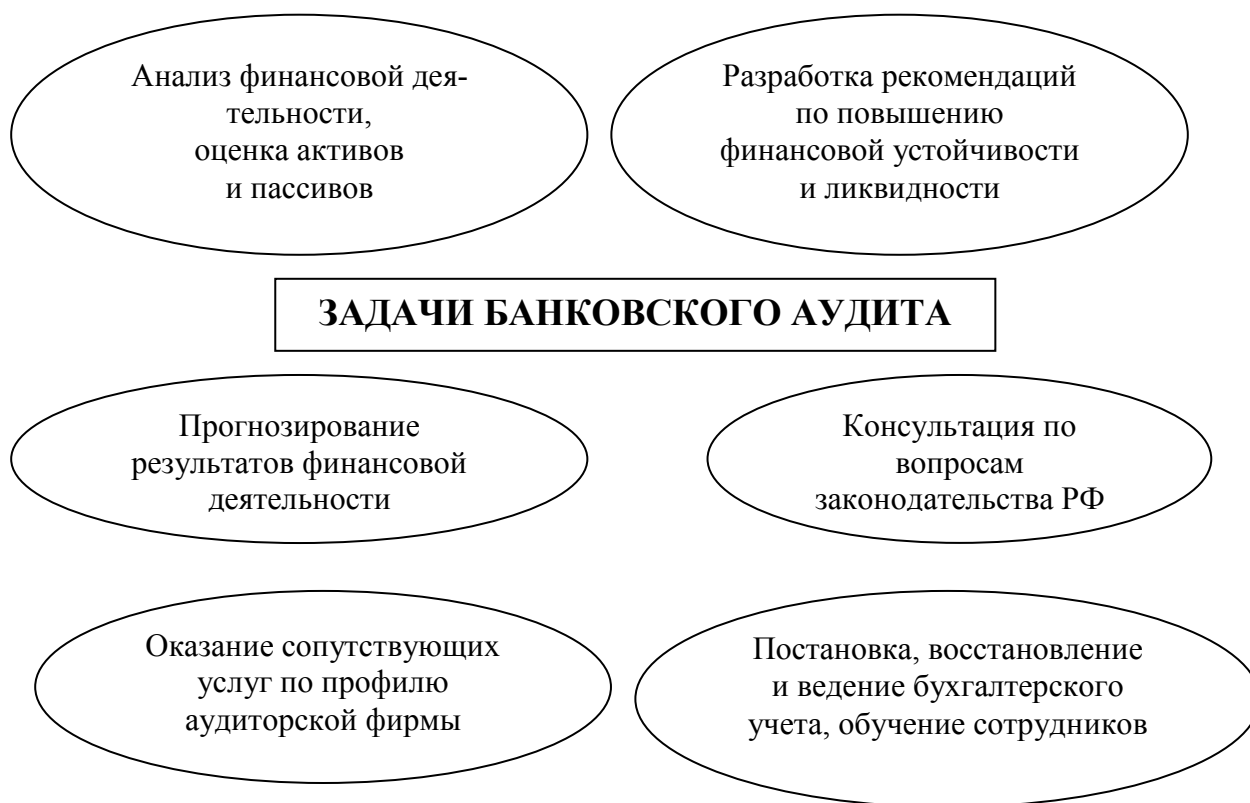 Анализ финансовой дея-
тельности,
оценка активов
и пассивов
Разработка рекомендаций
по повышению
финансовой устойчивости
и ликвидности
ЗАДАЧИ БАНКОВСКОГО АУДИТА
Прогнозирование
результатов финансовой
деятельности
Консультация по
вопросам
законодательства РФ
Оказание сопутствующих
услуг по профилю
аудиторской фирмы
Постановка, восстановление
и ведение бухгалтерского
учета, обучение сотрудников